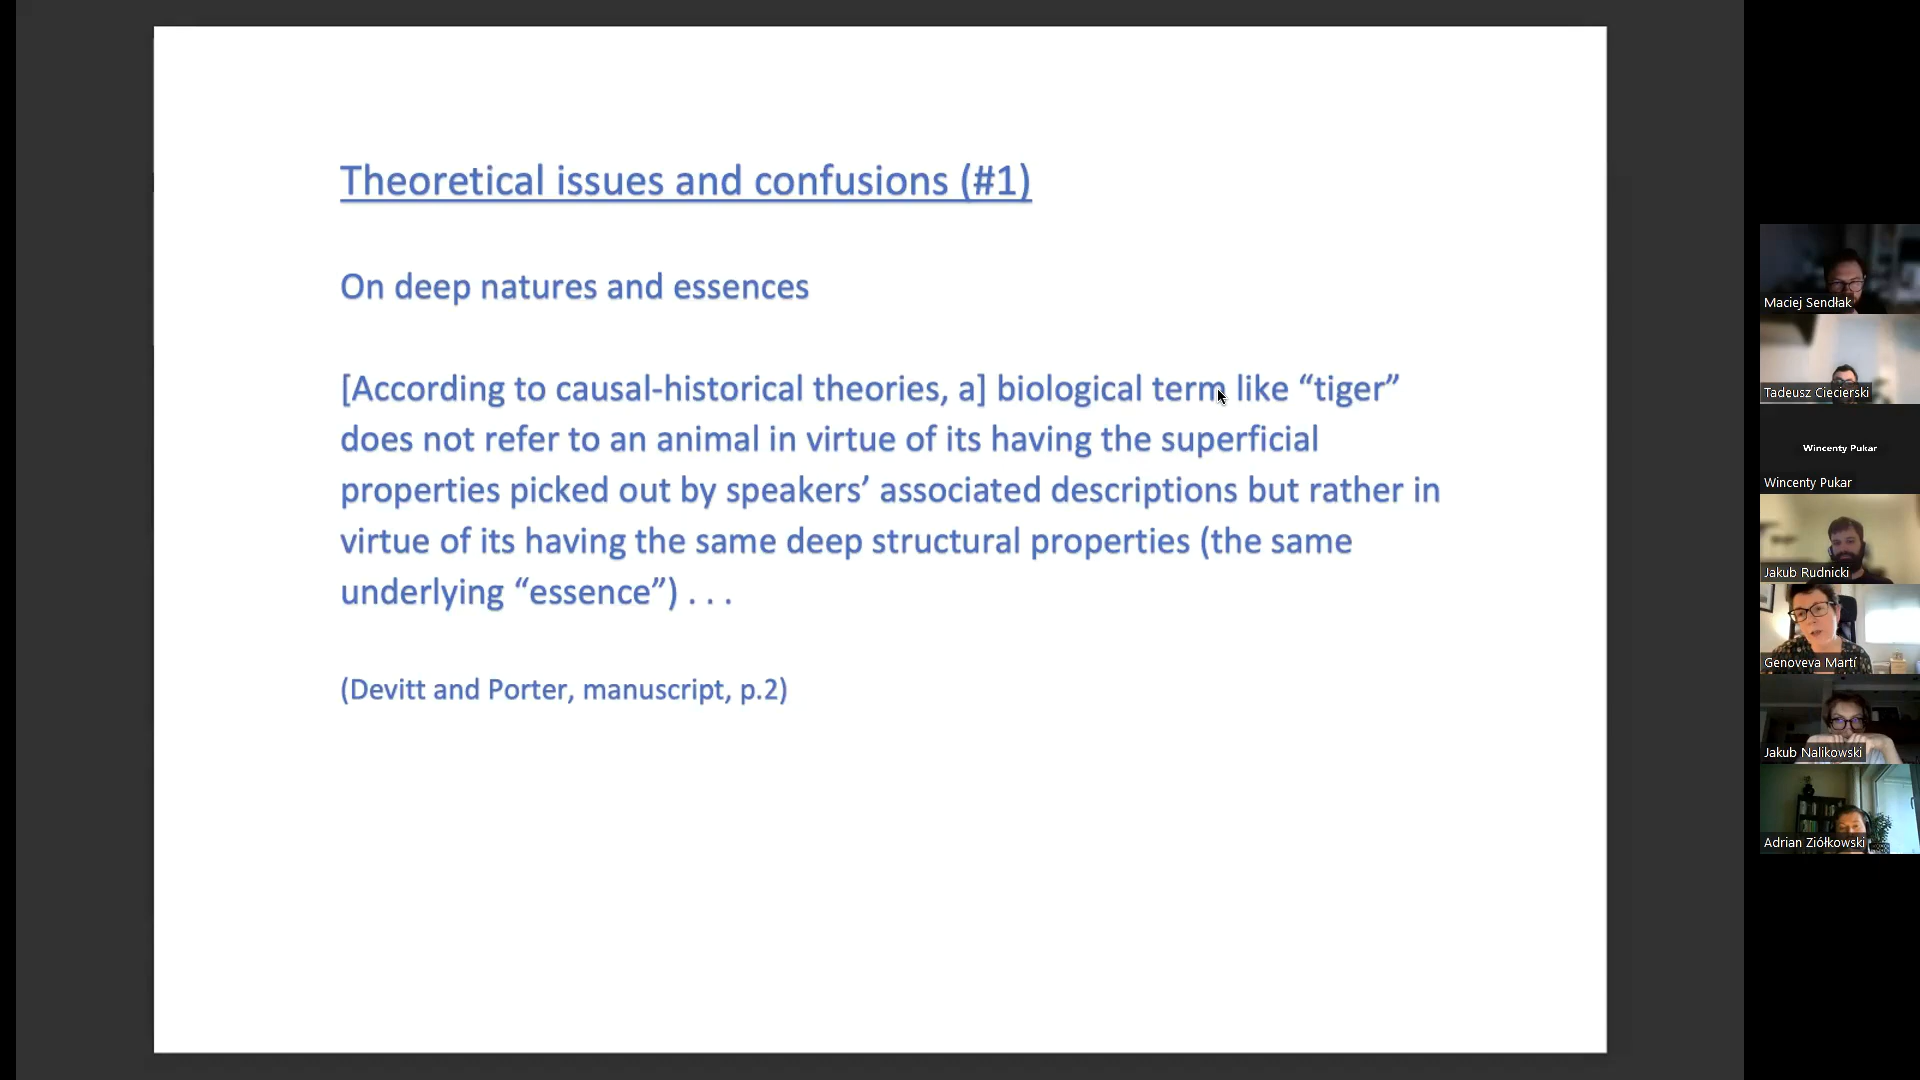 Theoretical issues and confusions (#1)
On deep natures and essences
[According to causal-historical theories, a] biological term like “tiger”
does not refer to an animal in virtue of its having the superficial
properties picked out by speakers’ associated descriptions but rather in
virtue of its having the same deep structural properties (the same
underlying “essence”) . . .
(Devitt and Porter, manuscript, p.2)
Maciej Sendłak
Tadeusz Ciecierski
Wincenty Pukar
Wincenty Pukar
Jakub Rudnicki
Genoveva Martí
Jakub Nalikowski
Adrian Ziółkowski